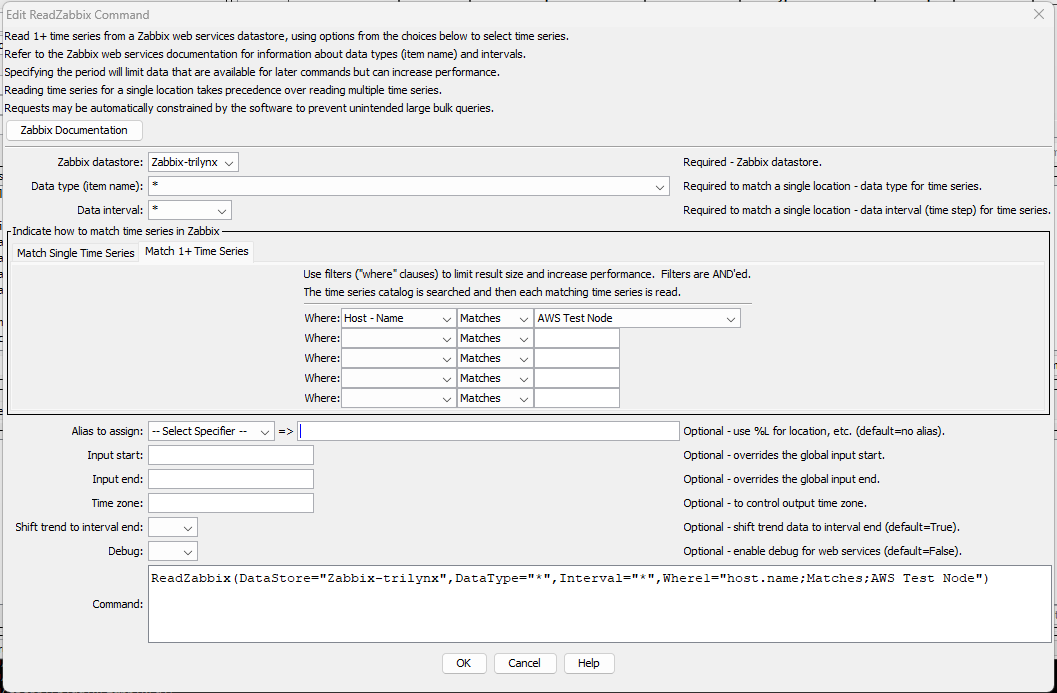 Edit ReadZabbix Command
Read 1+ time series from a Zabbix web services datastore, using options from the choices below to select time series.
Refer to the Zabbix web services documentation for information about data types (item name) and intervals.
Specifying the period will limit data that are available for later commands but can increase performance.
Reading time series for a single location takes precedence over reading multiple time series.
Requests may be automatically constrained by the software to prevent unintended large bulk queries.
Zabbix Documentation
Zabbix datastore: Zabbix-trilynx Required - Zabbix datastore.
Data type (item name): * Required to match a single location - data type for time series.
Data interval: * Required to match a single location - data interval (time step) for time series.
Indicate how to match time series in Zabbix
Match Single Time Series Match 1+ Time Series
Use filters ("where" clauses) to limit result size and increase performance. Filters are AND'ed.
The time series catalog is searched and then each matching time series is read.
Where: Host - Name Matches AWS Test Node
Where: Matches
Where: Matches
Where: Matches
Where: Matches
Alias to assign: -- Select Specifier -- => Optional - use %L for location, etc. (default=no alias).
Input start: Optional - overrides the global input start.
Input end: Optional - overrides the global input end.
Time zone: Optional - to control output time zone.
Shift trend to interval end: Optional - shift trend data to interval end (default=True).
Debug: Optional - enable debug for web services (default=False).
Command: ReadZabbix(DataStore="Zabbix-trilynx",DataType="*",Interval="*",Where1="host.name;Matches;AWS Test Node")
OK Cancel Help